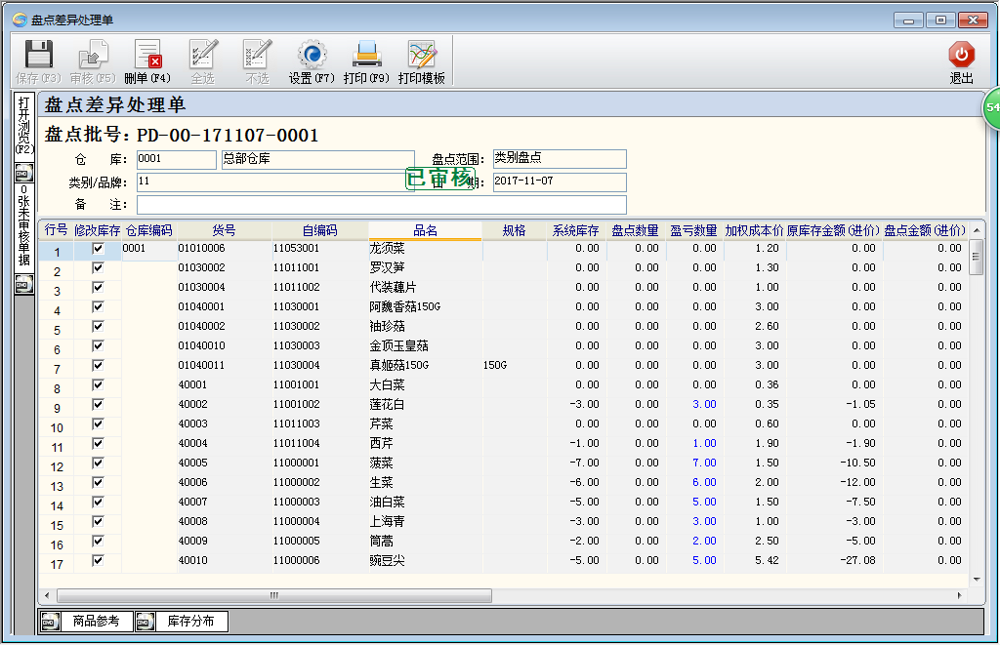 盘点差异处理单
保存(F3) 审核(F5) 删单(F4) 全选 不选 设置(F7) 打印(F9) 打印模板 退出
54
打开浏览(F2)
0张未审核单据
盘点差异处理单
盘点批号: PD-00-171107-0001
仓 库: 0001 总部仓库 盘点范围: 类别盘点
类别/品牌: 11 期: 2017-11-07
已审核
备 注:
行号 修改库存 仓库编码 货号 自编码 品名 规格 系统库存 盘点数量 盈亏数量 加权成本价 原库存金额(进价) 盘点金额(进价)
1 0001 01010006 11053001 龙须菜 0.00 0.00 0.00 1.20 0.00 0.00
2 01030002 11011001 罗汉笋 0.00 0.00 0.00 1.30 0.00 0.00
3 01030004 11011002 代装藕片 0.00 0.00 0.00 1.00 0.00 0.00
4 01040001 11030001 阿魏香菇150G 0.00 0.00 0.00 3.00 0.00 0.00
5 01040002 11030002 袖珍菇 0.00 0.00 0.00 2.60 0.00 0.00
6 01040010 11030003 金顶玉皇菇 0.00 0.00 0.00 3.00 0.00 0.00
7 01040011 11030004 真姬菇150G 150G 0.00 0.00 0.00 3.00 0.00 0.00
8 40001 11001001 大白菜 0.00 0.00 0.00 0.36 0.00 0.00
9 40002 11001002 莲花白 -3.00 0.00 3.00 0.35 -1.05 0.00
10 40003 11011003 芹菜 0.00 0.00 0.00 0.60 0.00 0.00
11 40004 11011004 西芹 -1.00 0.00 1.00 1.90 -1.90 0.00
12 40005 11000001 菠菜 -7.00 0.00 7.00 1.50 -10.50 0.00
13 40006 11000002 生菜 -6.00 0.00 6.00 2.00 -12.00 0.00
14 40007 11000003 油白菜 -5.00 0.00 5.00 1.50 -7.50 0.00
15 40008 11000004 上海青 -3.00 0.00 3.00 1.00 -3.00 0.00
16 40009 11000005 筒蒿 -2.00 0.00 2.00 2.50 -5.00 0.00
17 40010 11000006 豌豆尖 -5.00 0.00 5.00 5.42 -27.08 0.00
商品参考 库存分布